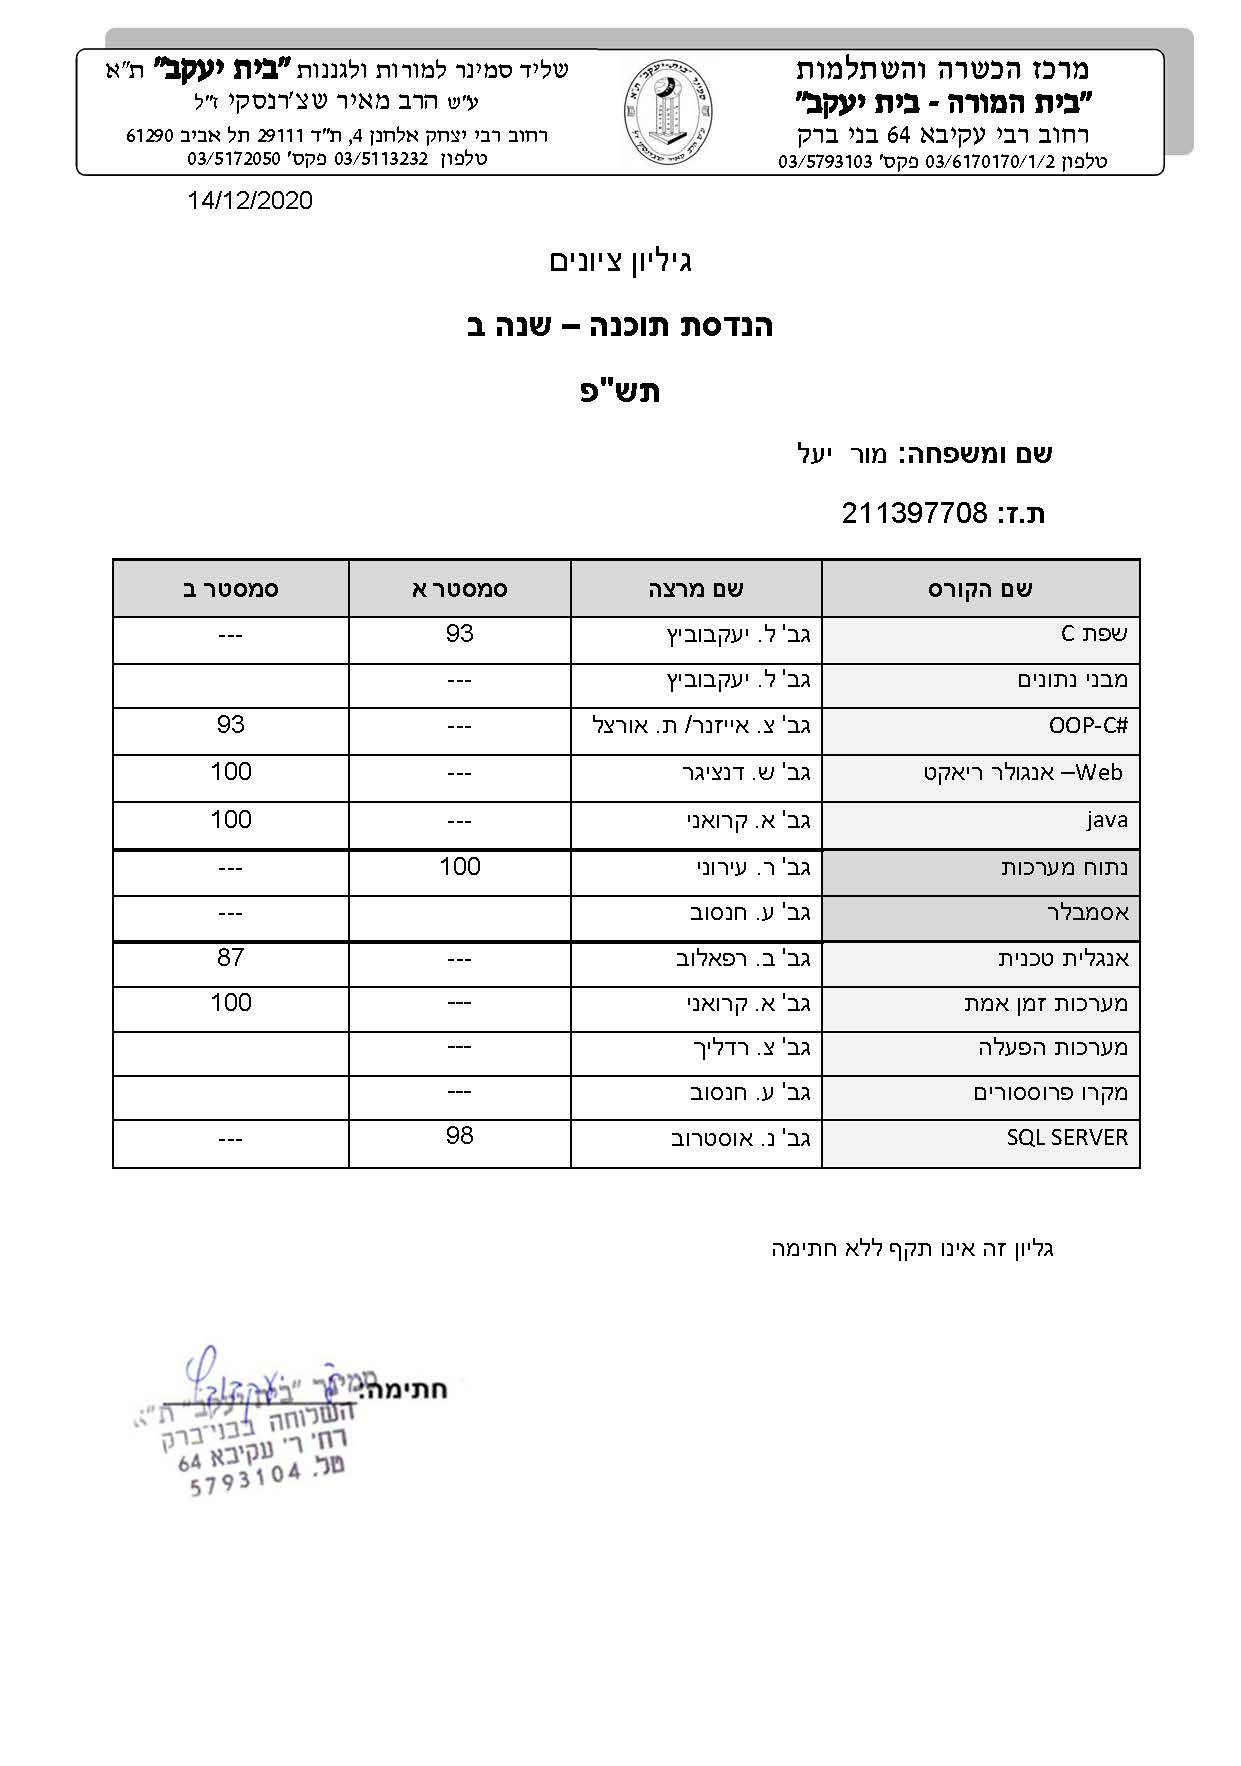 מרכז הכשרה והשתלמות
"בית המורה - בית יעקב"
רחוב רבי עקיבא 64 בני ברק
טלפון 03/6170170/1/2 פקס' 03/5793103
שליד סמינר למורות ולגננות "בית יעקב" ת"א
ע"ש הרב מאיר שצ'רנסקי ז"ל
רחוב רבי יצחק אלחנן 4, ת"ד 29111 תל אביב 61290
טלפון 03/5113232 פקס' 03/5172050
14/12/2020
גיליון ציונים
הנדסת תוכנה – שנה ב
תש"פ
שם ומשפחה: מור יעל
ת.ז: 211397708
שם הקורס שם מרצה סמסטר א סמסטר ב
שפת C גב' ל. יעקבוביץ 93 ---
מבני נתונים גב' ל. יעקבוביץ ---
OOP-C# גב' צ. אייזנר/ ת. אורצל --- 93
Web– אנגולר ריאקט גב' ש. דנציגר --- 100
java גב' א. קרואני --- 100
נתוח מערכות גב' ר. עירוני 100 ---
אסמבלר גב' ע. חנסוב ---
אנגלית טכנית גב' ב. רפאלוב --- 87
מערכות זמן אמת גב' א. קרואני --- 100
מערכות הפעלה גב' צ. רדליך ---
מקרו פרוססורים גב' ע. חנסוב ---
SQL SERVER גב' נ. אוסטרוב 98 ---
גליון זה אינו תקף ללא חתימה
חתימה:
סמינר "בית יעקב" ת"א
השלוחה בבני-ברק
רח' ר' עקיבא 64
טל. 5793104